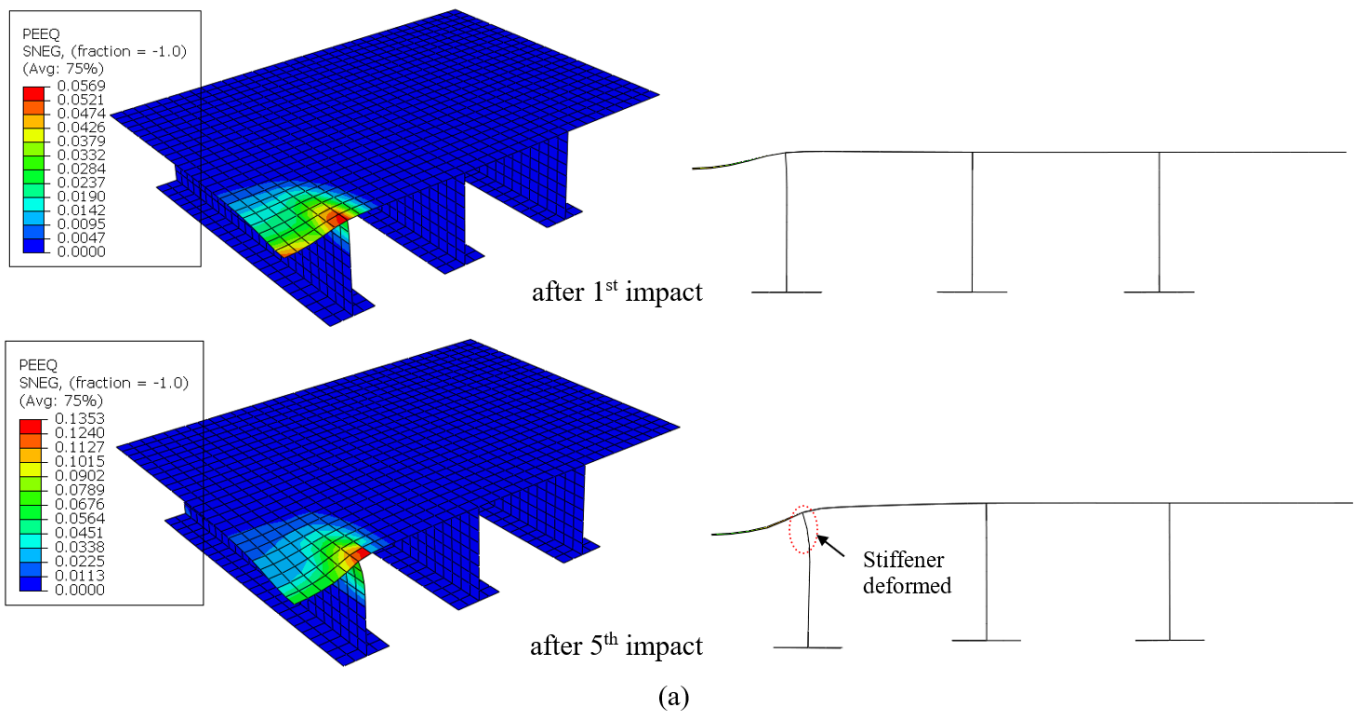 PEEQ
SNEG, (fraction = -1.0)
(Avg: 75%)
0.0569
0.0521
0.0474
0.0426
0.0379
0.0332
0.0284
0.0237
0.0190
0.0142
0.0095
0.0047
0.0000
after 1st impact
PEEQ
SNEG, (fraction = -1.0)
(Avg: 75%)
0.1353
0.1240
0.1127
0.1015
0.0902
0.0789
0.0676
0.0564
0.0451
0.0338
0.0225
0.0113
0.0000
Stiffener
deformed
after 5th impact
(a)